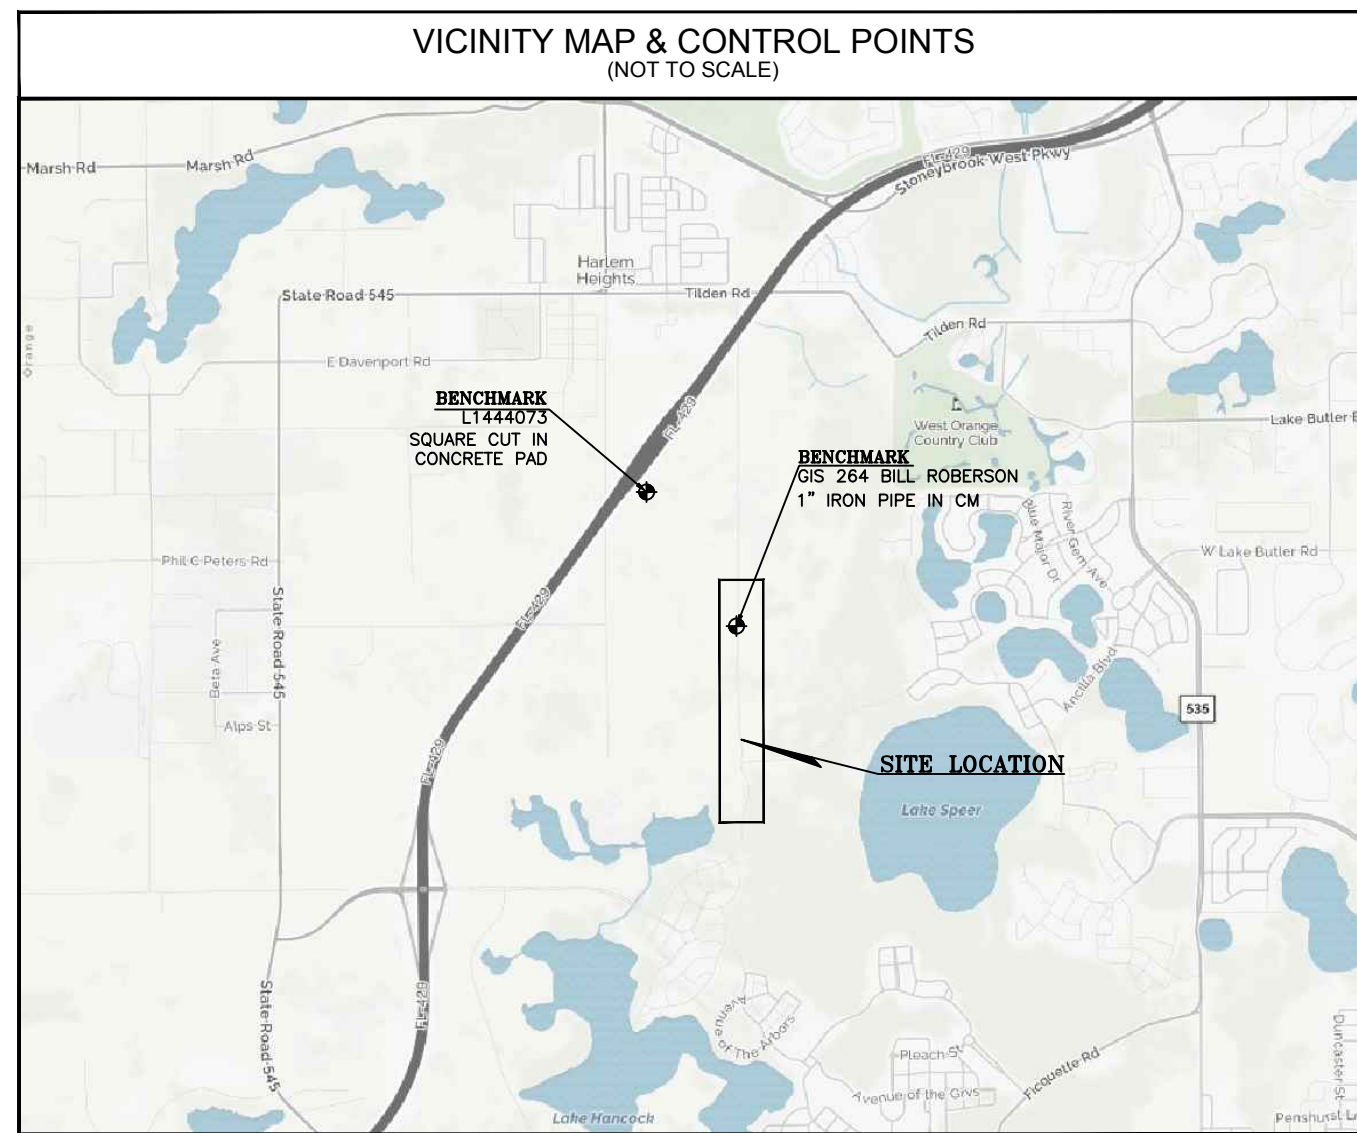 VICINITY MAP & CONTROL POINTS
(NOT TO SCALE)
FL-429
Stoneybrook West Pkwy
Marsh Rd
Marsh Rd
Harlem
Heights
State Road 545
Tilden Rd
Tilden Rd
Orange
E Davenport Rd
BENCHMARK
L1444073
SQUARE CUT IN
CONCRETE PAD
FL-429
West Orange
Country Club
BENCHMARK
GIS 264 BILL ROBERSON
1" IRON PIPE IN CM
Blue Major Dr
River Gem Ave
W Lake Butler Rd
Phil C Peters Rd
State Road 545
FL-429
Beta Ave
Alps St
Anctilla Blvd
535
SITE LOCATION
FL-429
Lake Speer
State Road 545
FL-429
Avenue of The Arbors
Pleach St
Ficquette Rd
Avenue of the Grvs
Duncaster St
Lake Hancock